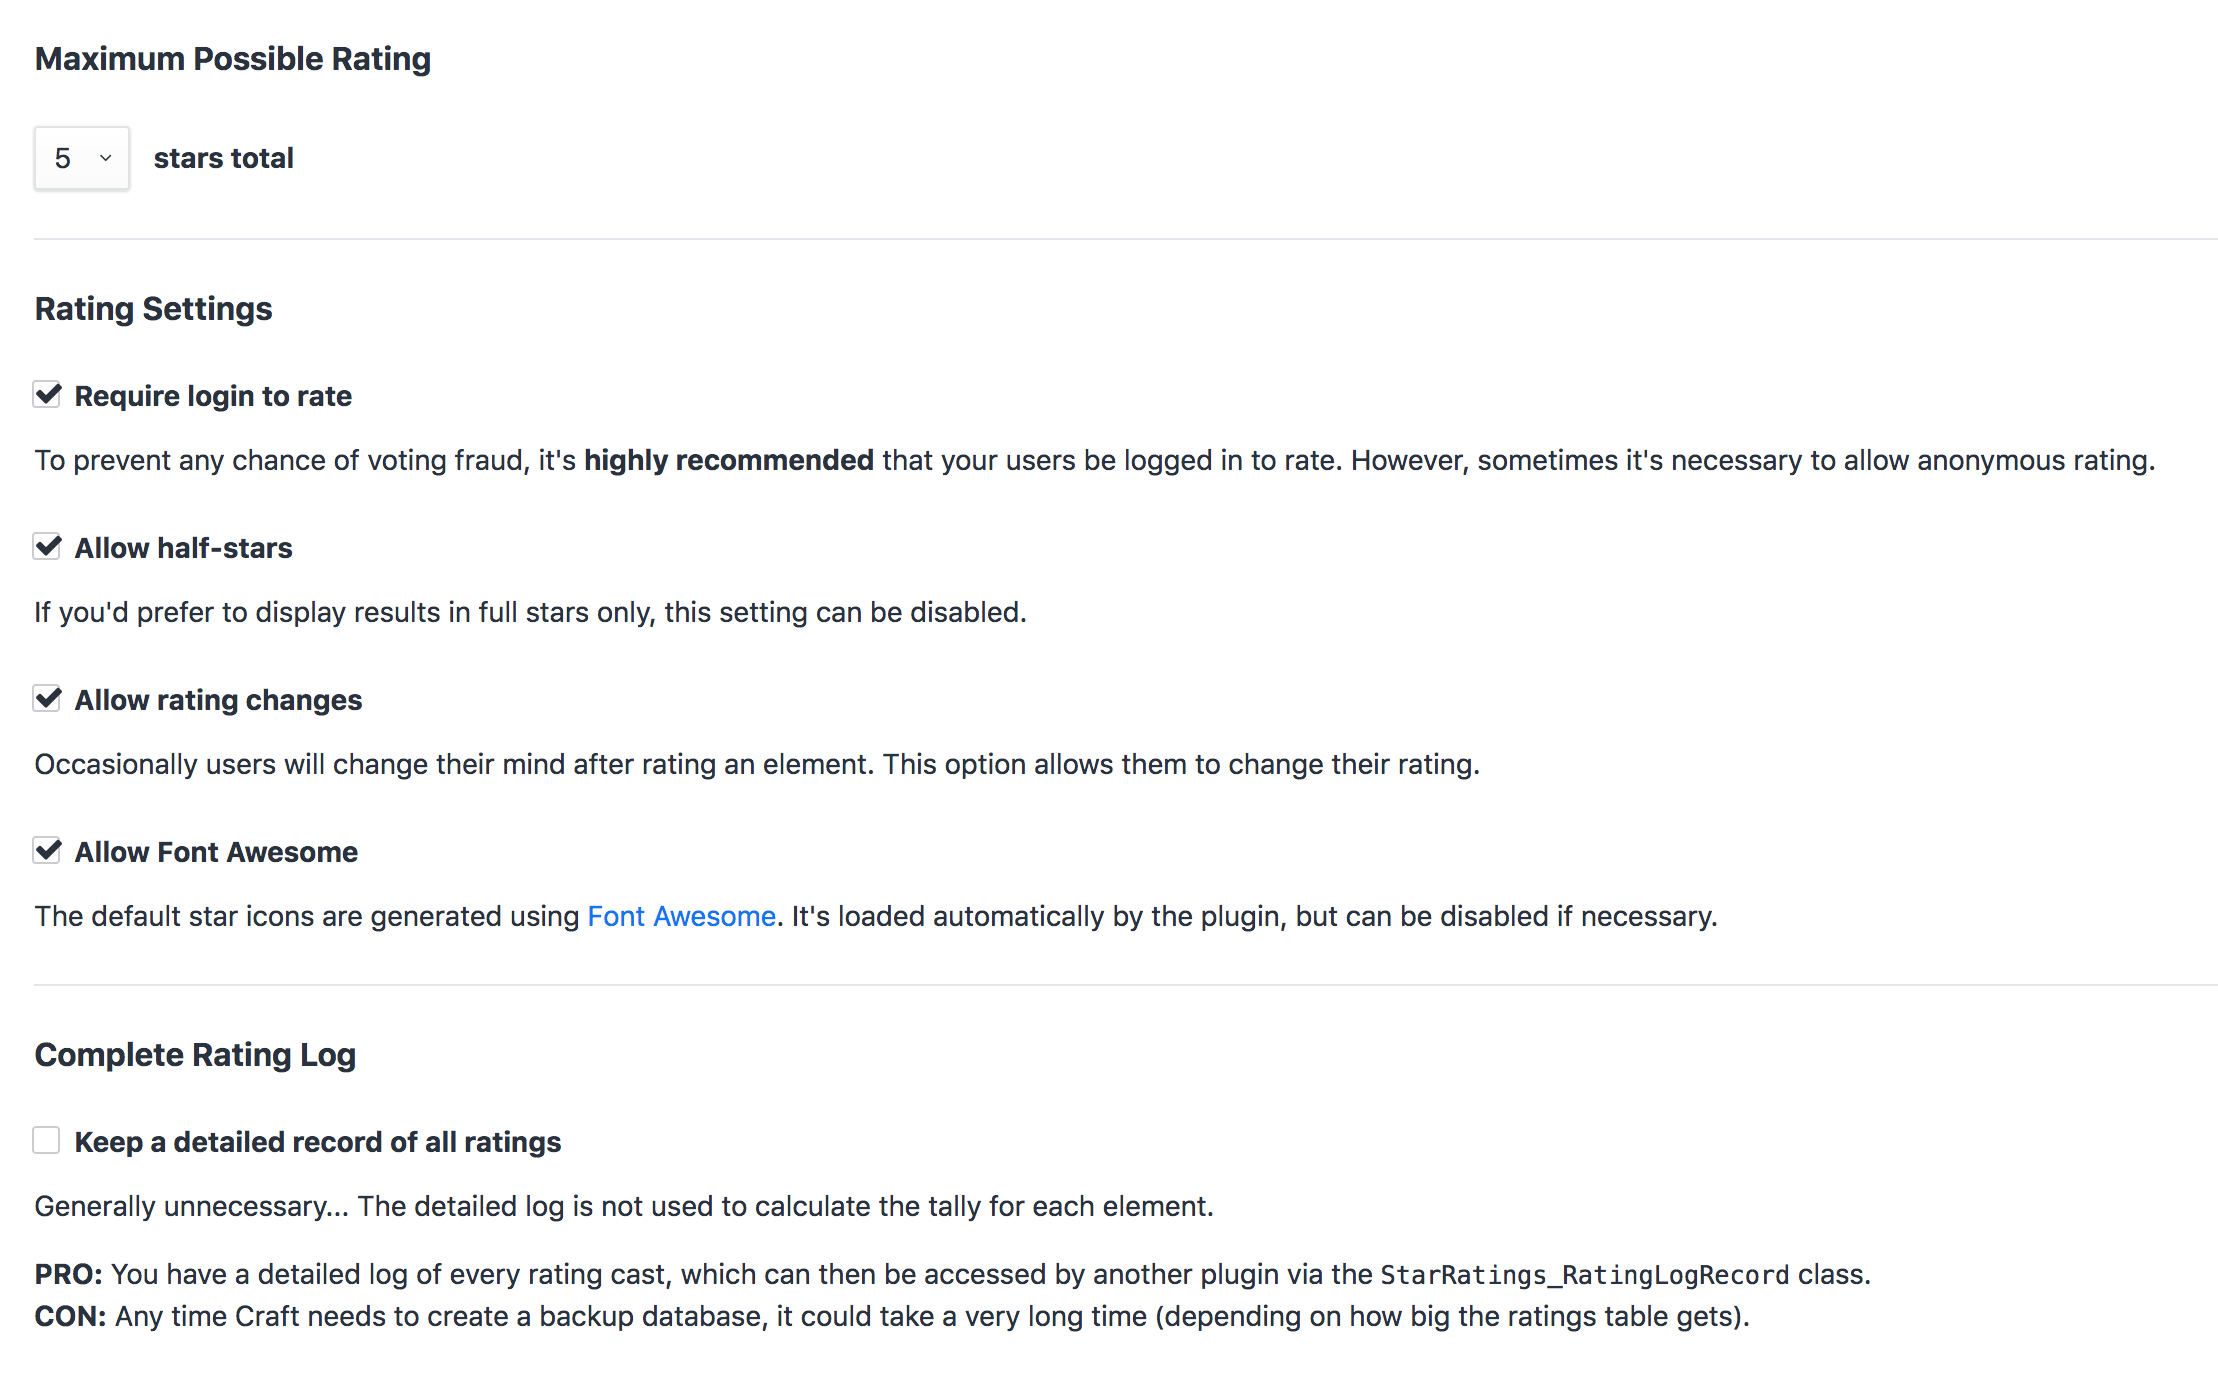 Maximum Possible Rating
5 stars total
Rating Settings
Require login to rate
To prevent any chance of voting fraud, it's highly recommended that your users be logged in to rate. However, sometimes it's necessary to allow anonymous rating.
Allow half-stars
If you'd prefer to display results in full stars only, this setting can be disabled.
Allow rating changes
Occasionally users will change their mind after rating an element. This option allows them to change their rating.
Allow Font Awesome
The default star icons are generated using Font Awesome. It's loaded automatically by the plugin, but can be disabled if necessary.
Complete Rating Log
Keep a detailed record of all ratings
Generally unnecessary... The detailed log is not used to calculate the tally for each element.
PRO: You have a detailed log of every rating cast, which can then be accessed by another plugin via the StarRatings_RatingLogRecord class.
CON: Any time Craft needs to create a backup database, it could take a very long time (depending on how big the ratings table gets).